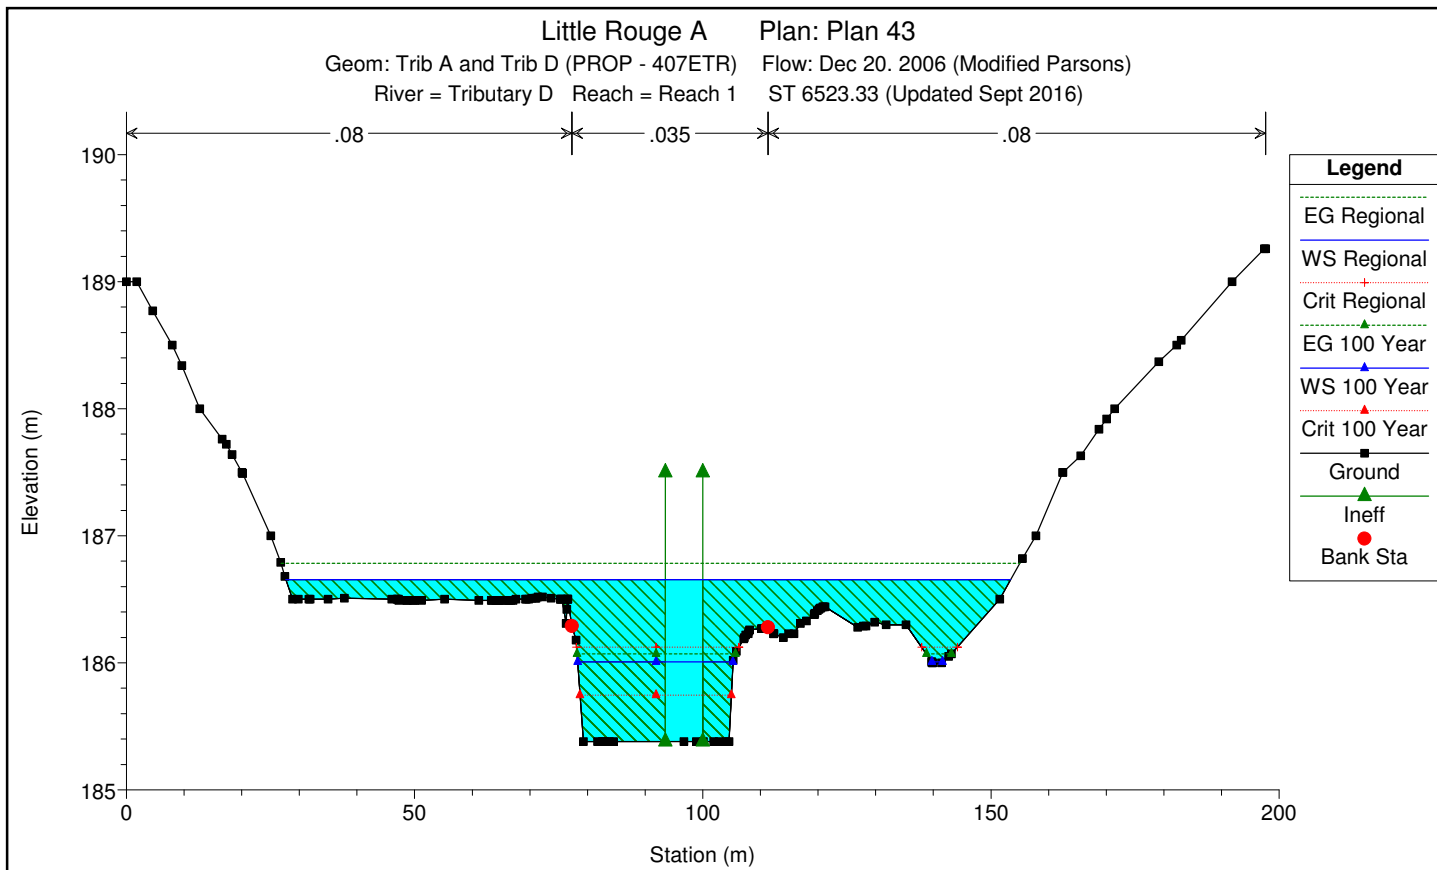 Little Rouge A Plan: Plan 43
Geom: Trib A and Trib D (PROP - 407ETR) Flow: Dec 20. 2006 (Modified Parsons)
River = Tributary D Reach = Reach 1 ST 6523.33 (Updated Sept 2016)
.08 .035 .08
190
189
188
187
186
185
Elevation (m)
0 50 100 150 200
Station (m)
Legend
EG Regional
WS Regional
Crit Regional
EG 100 Year
WS 100 Year
Crit 100 Year
Ground
Ineff
Bank Sta